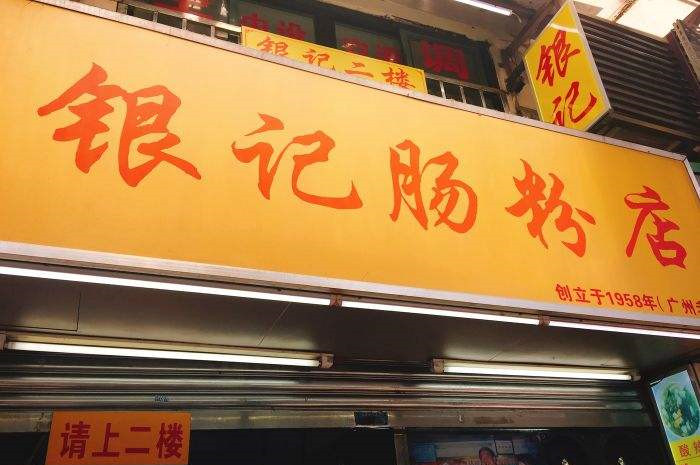 银记二楼
调
银记
银记肠粉店
创立于1958年(广州
请上二楼